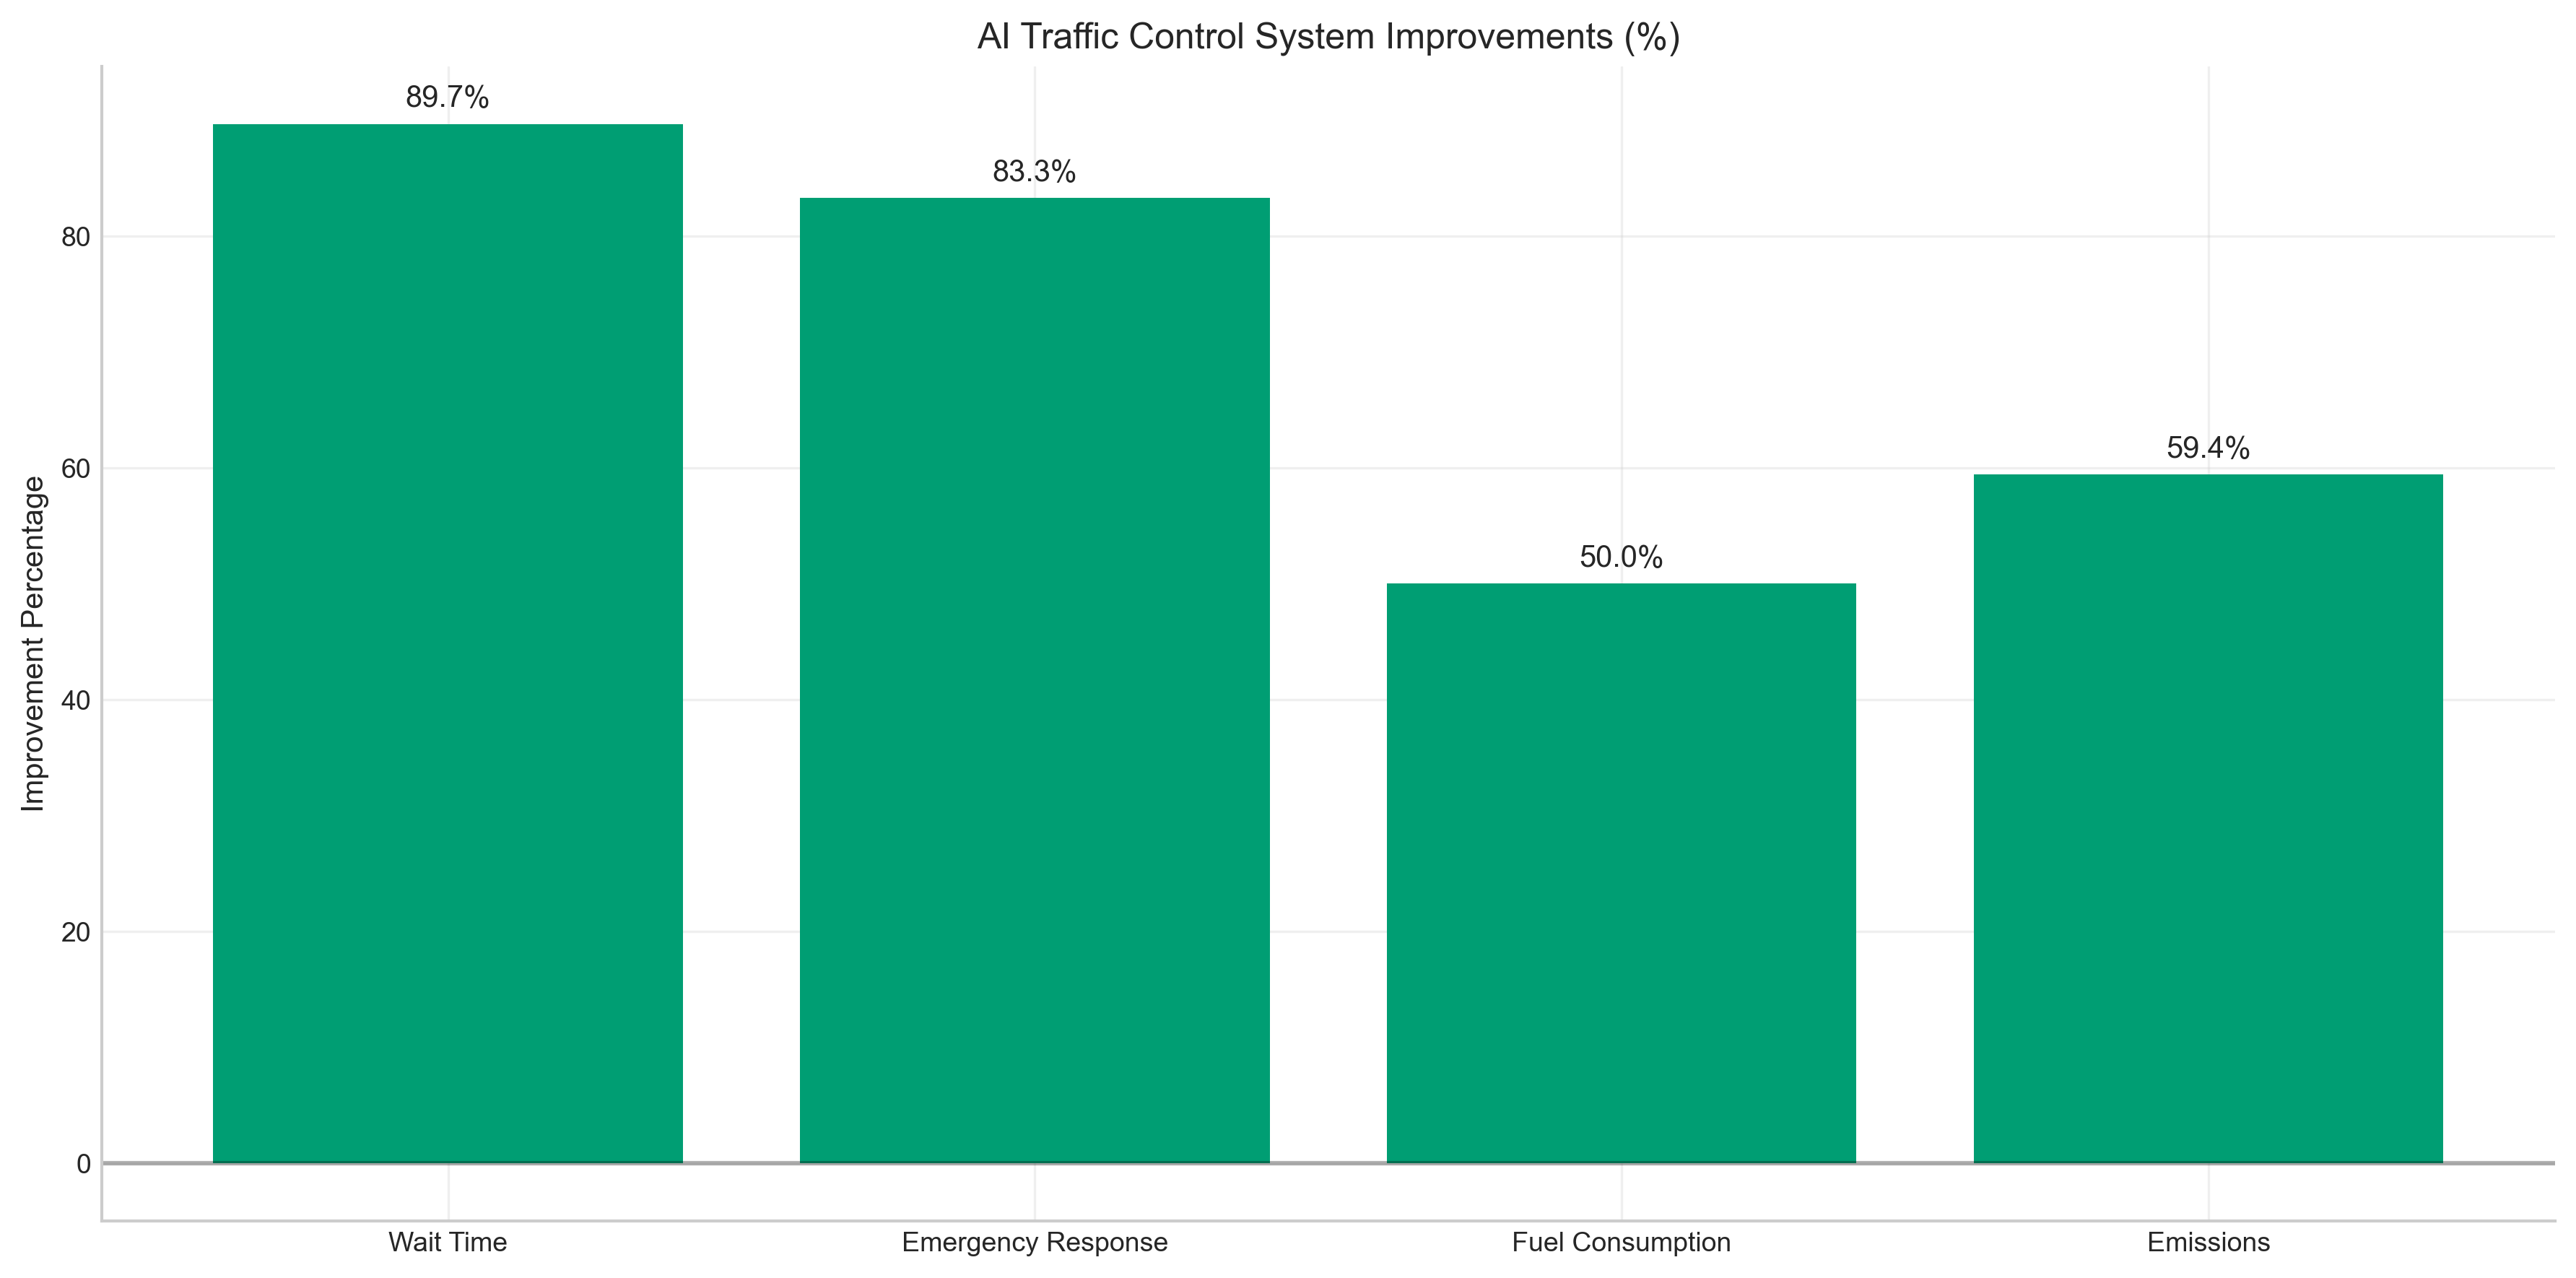 AI Traffic Control System Improvements (%)
Improvement Percentage
80
60
40
20
0
89.7%
83.3%
50.0%
59.4%
Wait Time
Emergency Response
Fuel Consumption
Emissions